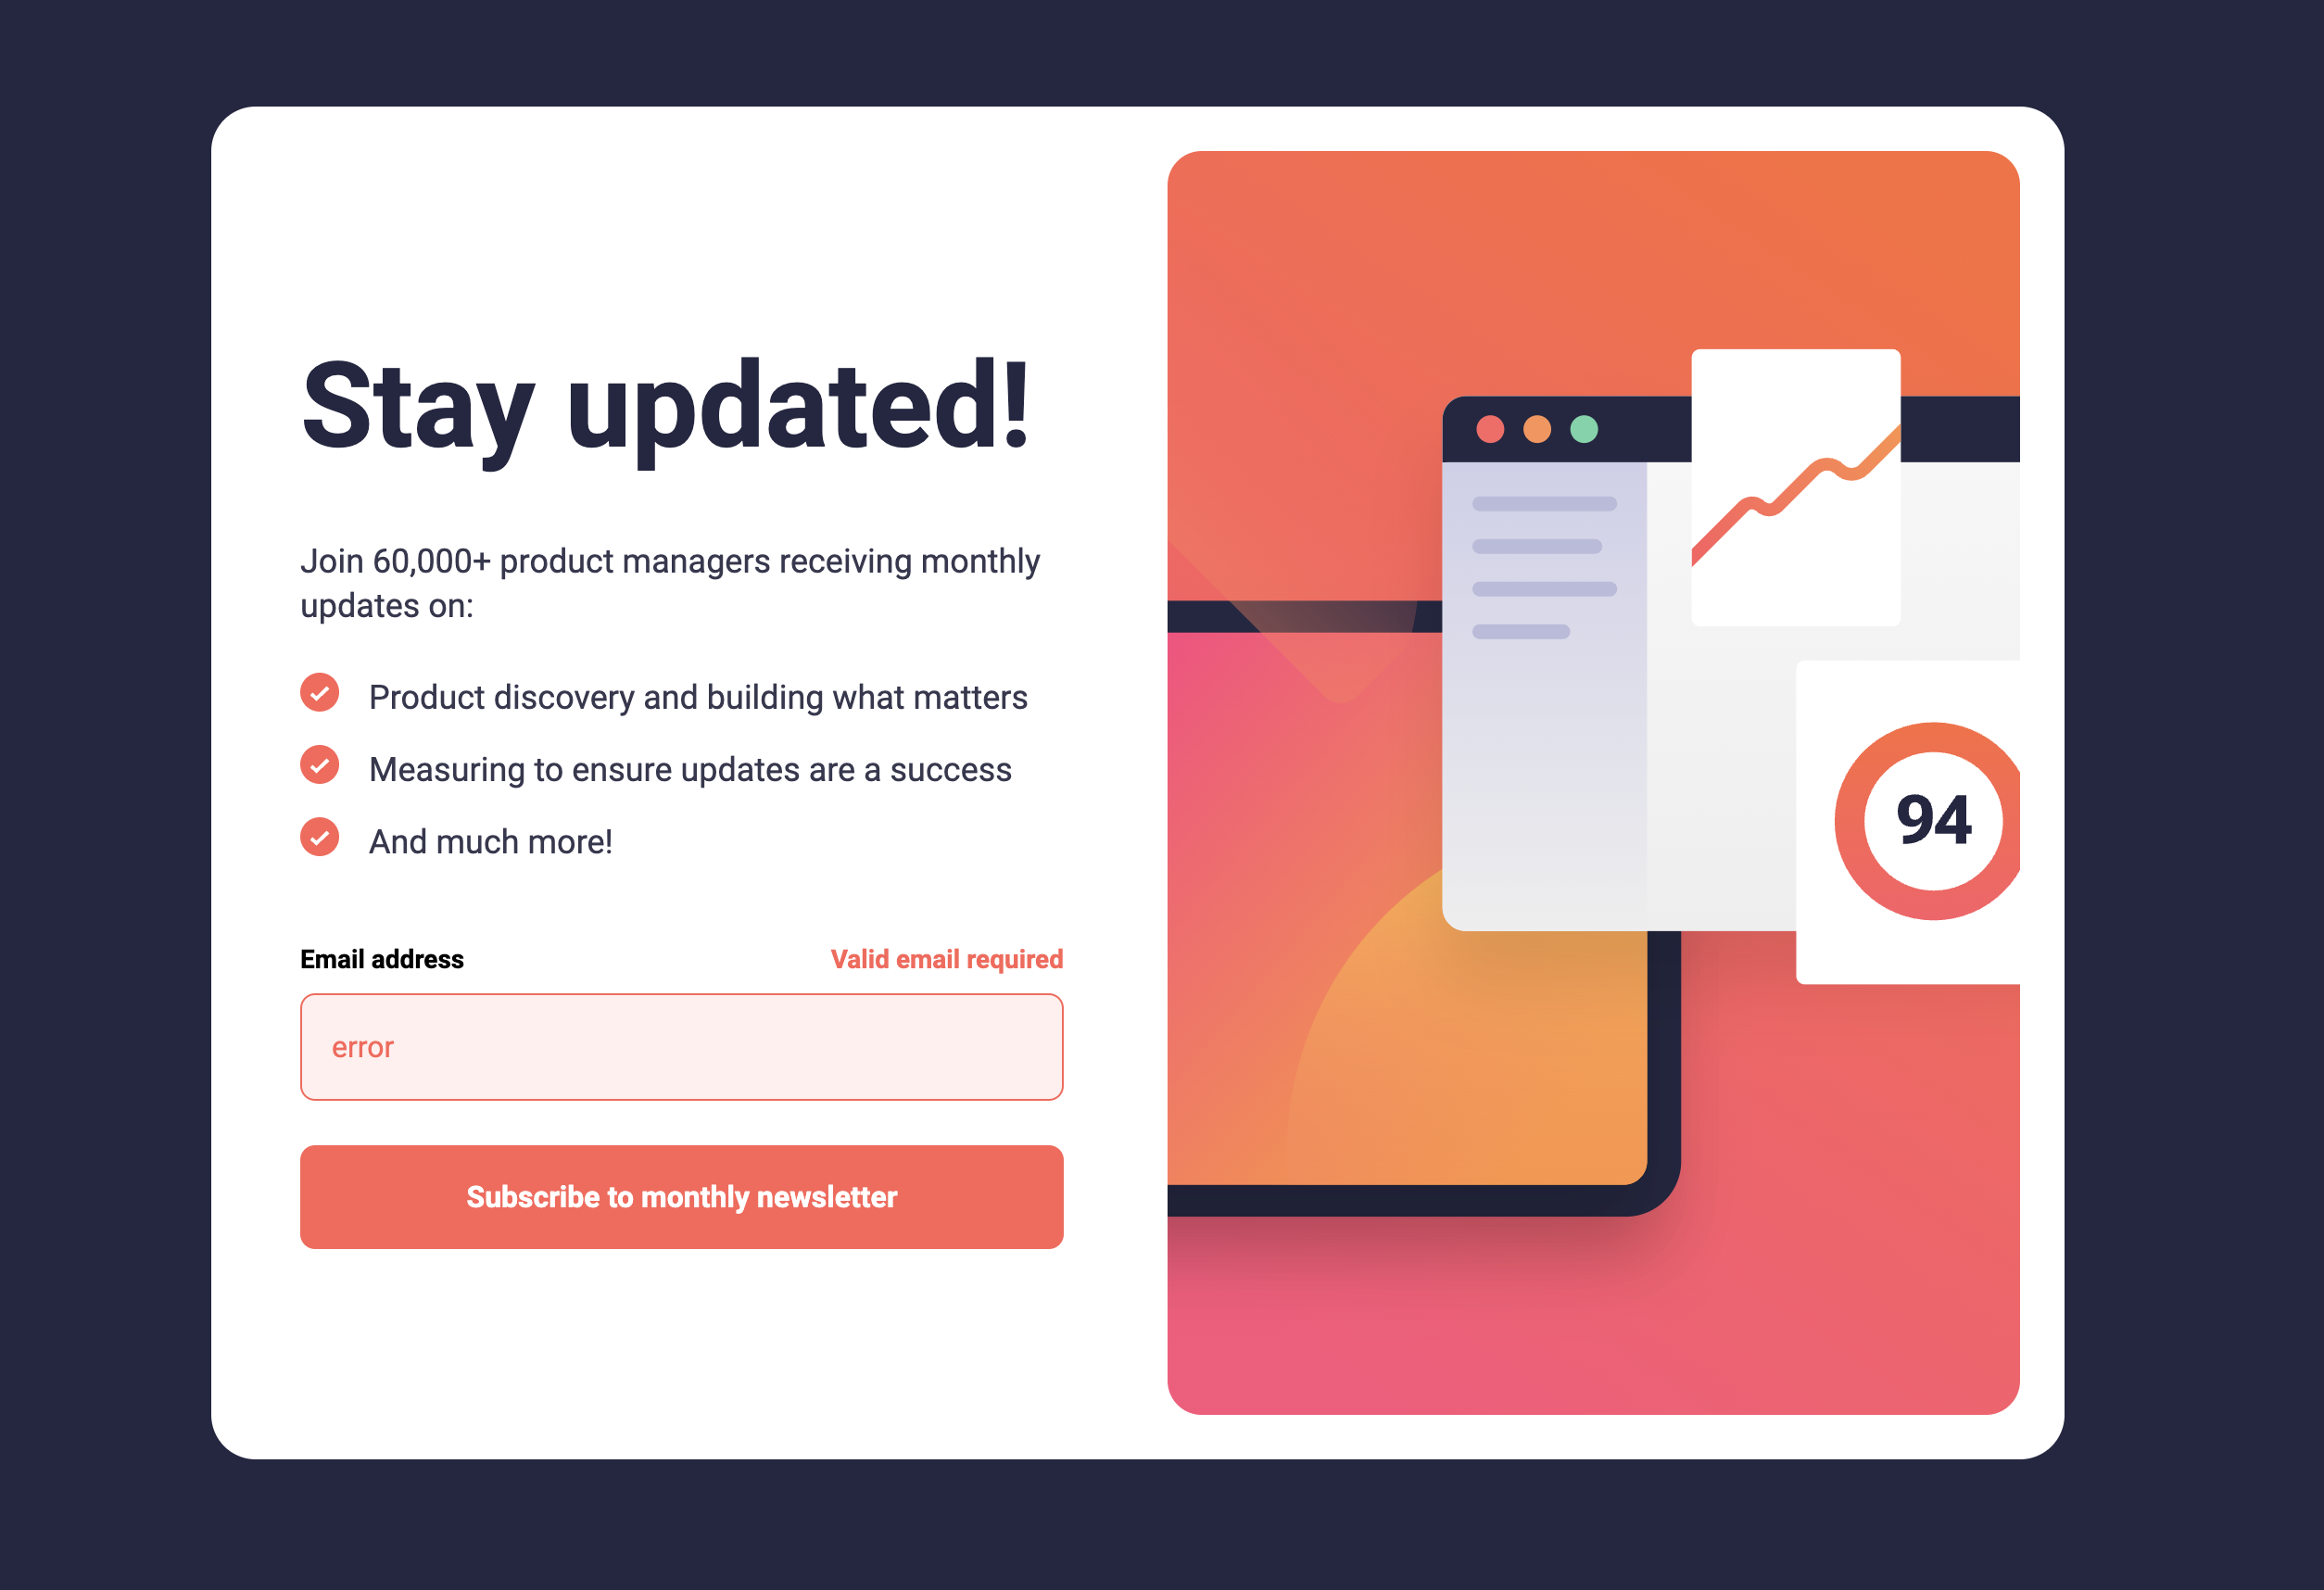 Stay updated!
Join 60,000+ product managers receiving monthly
updates on:
Product discovery and building what matters
Measuring to ensure updates are a success
And much more!
Email address
Valid email required
error
Subscribe to monthly newsletter
94